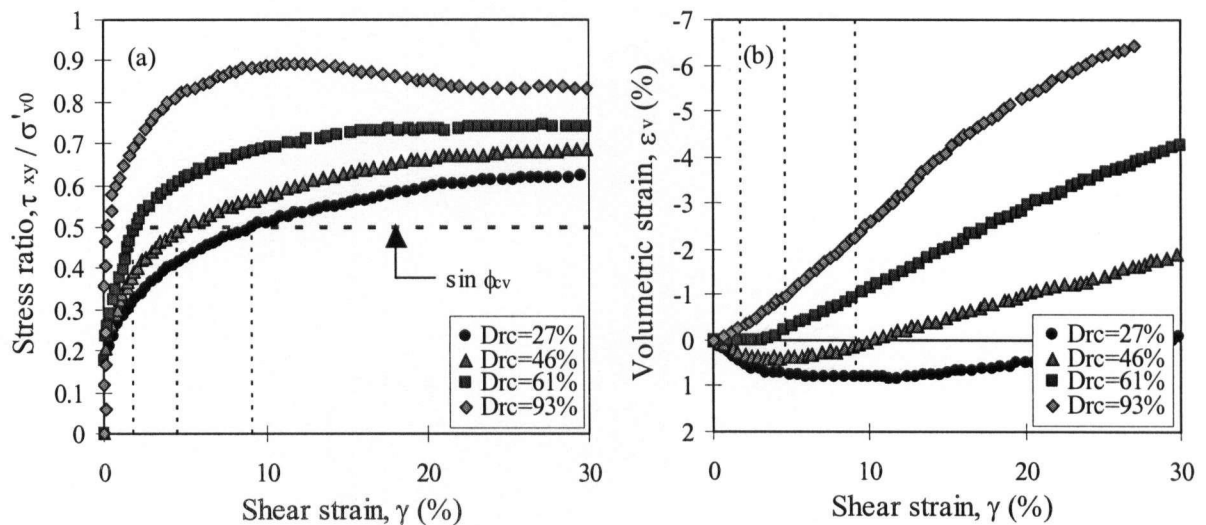 (a)
Stress ratio, τ xy / σ'v0
1
0.9
0.8
0.7
0.6
0.5
0.4
0.3
0.2
0.1
0
sin ϕcv
Drc=27%
Drc=46%
Drc=61%
Drc=93%
0 10 20 30
Shear strain, γ (%)
(b)
Volumetric strain, εv (%)
-7
-6
-5
-4
-3
-2
-1
0
1
2
Drc=27%
Drc=46%
Drc=61%
Drc=93%
0 10 20 30
Shear strain, γ (%)